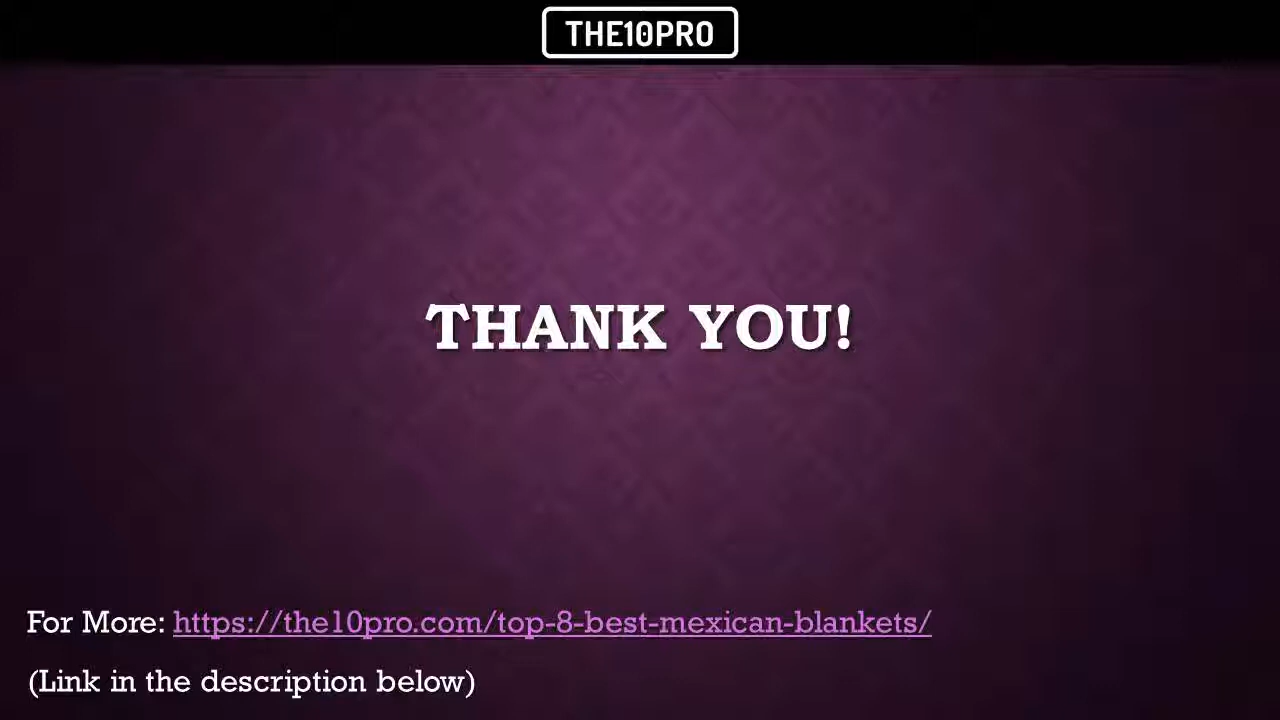 THE10PRO
THANK YOU!
For More: https://the10pro.com/top-8-best-mexican-blankets/
(Link in the description below)